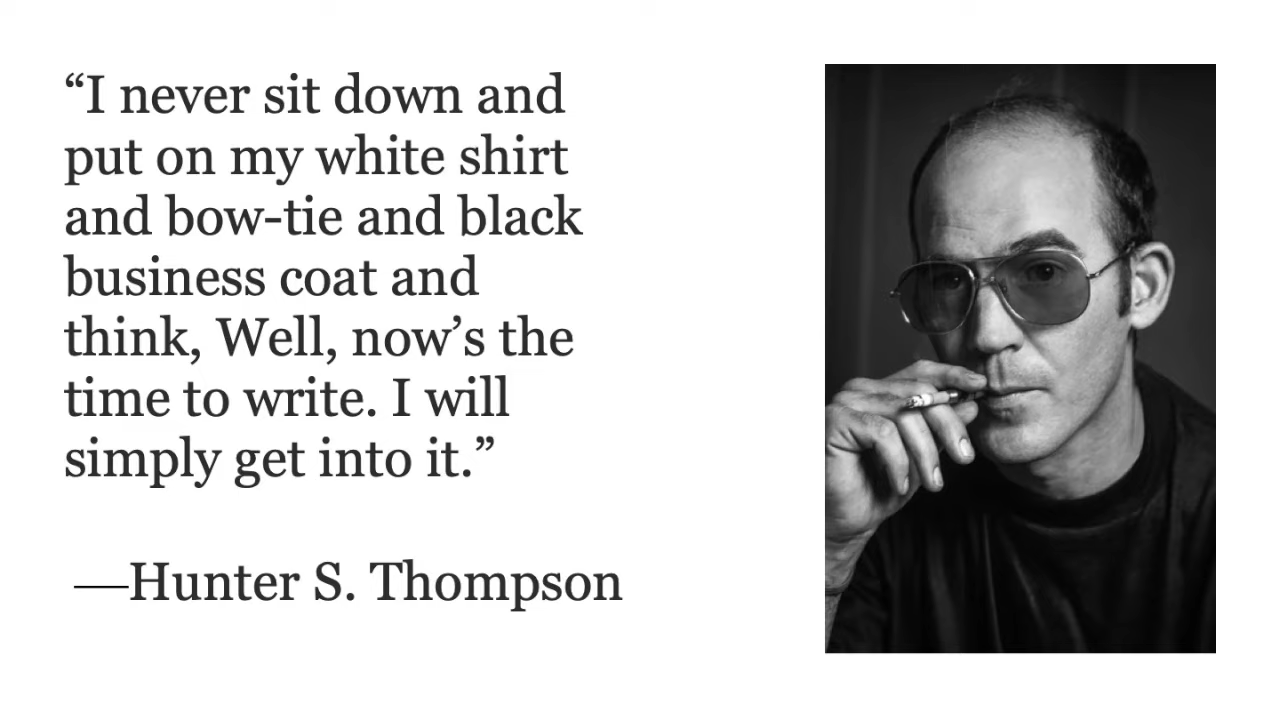 “I never sit down and
put on my white shirt
and bow-tie and black
business coat and
think, Well, now’s the
time to write. I will
simply get into it.”
—Hunter S. Thompson